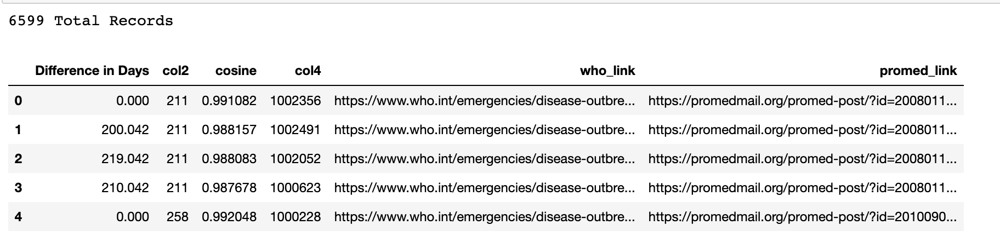 6599 Total Records
Difference in Days col2 cosine col4 who_link promed_link
0 0.000 211 0.991082 1002356 https://www.who.int/emergencies/disease-outbre... https://promedmail.org/promed-post/?id=2008011...
1 200.042 211 0.988157 1002491 https://www.who.int/emergencies/disease-outbre... https://promedmail.org/promed-post/?id=2008011...
2 219.042 211 0.988083 1002052 https://www.who.int/emergencies/disease-outbre... https://promedmail.org/promed-post/?id=2008011...
3 210.042 211 0.987678 1000623 https://www.who.int/emergencies/disease-outbre... https://promedmail.org/promed-post/?id=2008011...
4 0.000 258 0.992048 1000228 https://www.who.int/emergencies/disease-outbre... https://promedmail.org/promed-post/?id=2010090...